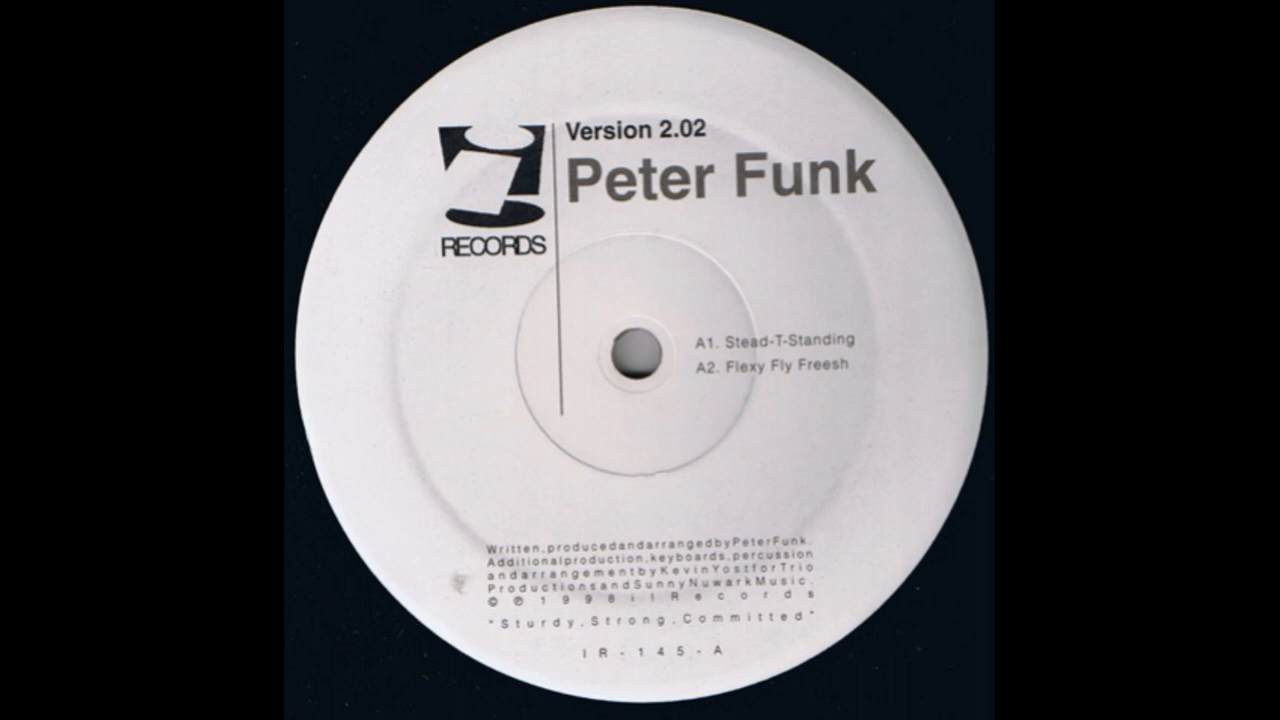 Version 2.02
Peter Funk
RECORDS
A1. Stead-T-Standing
A2. Flexy Fly Freesh
Written,producedandarrangedbyPeterFunk.
Additionalproduction,keyboards,percussion
andarrangementbyKevinYostforTrio
ProductionsandSunnyNuwarkMusic.
© ℗ 1998 i! Records
"Sturdy, Strong, Committed"
IR-145-A